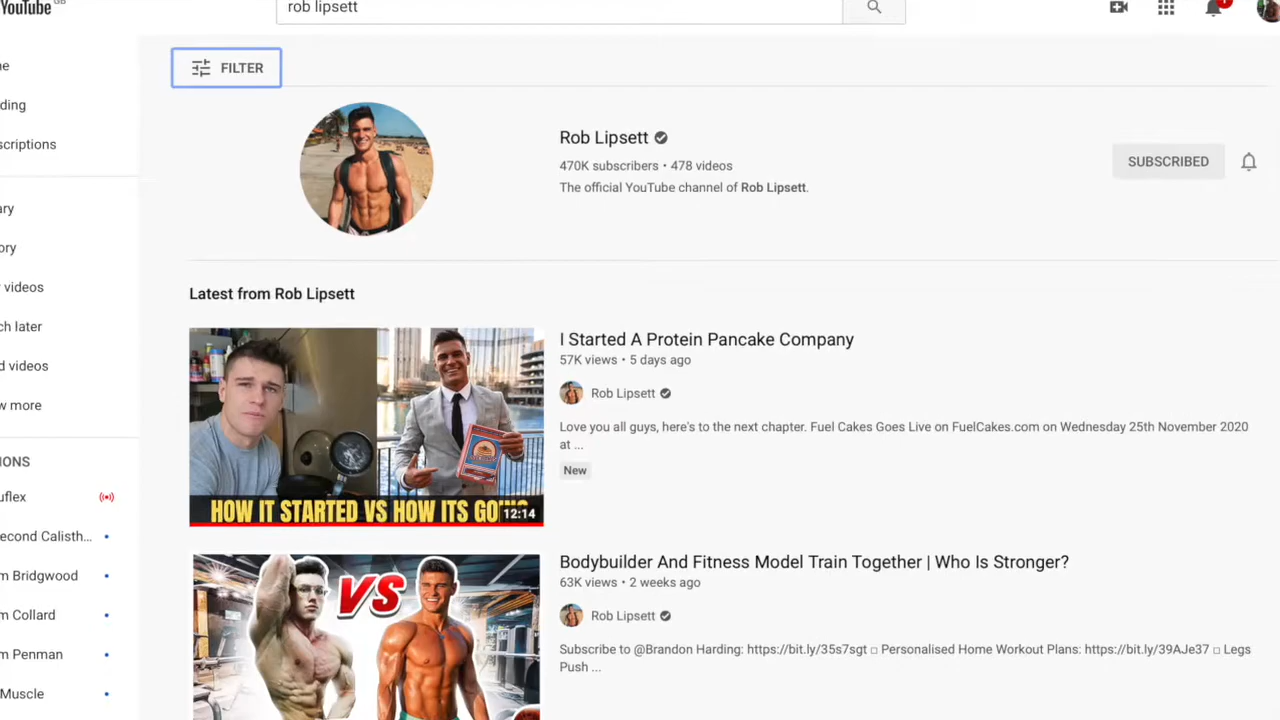 YouTube GB
rob lipsett
FILTER
ne
ding
scriptions
ary
ory
r videos
ch later
d videos
w more
IONS
uflex
econd Calisth...
m Bridgwood
m Collard
m Penman
Muscle
Rob Lipsett
470K subscribers • 478 videos
The official YouTube channel of Rob Lipsett.
SUBSCRIBED
Latest from Rob Lipsett
HOW IT STARTED VS HOW ITS GO
12:14
I Started A Protein Pancake Company
57K views • 5 days ago
Rob Lipsett
Love you all guys, here's to the next chapter. Fuel Cakes Goes Live on FuelCakes.com on Wednesday 25th November 2020
at ...
New
VS
Bodybuilder And Fitness Model Train Together | Who Is Stronger?
63K views • 2 weeks ago
Rob Lipsett
Subscribe to @Brandon Harding: https://bit.ly/35s7sgt □ Personalised Home Workout Plans: https://bit.ly/39AJe37 □ Legs
Push ...